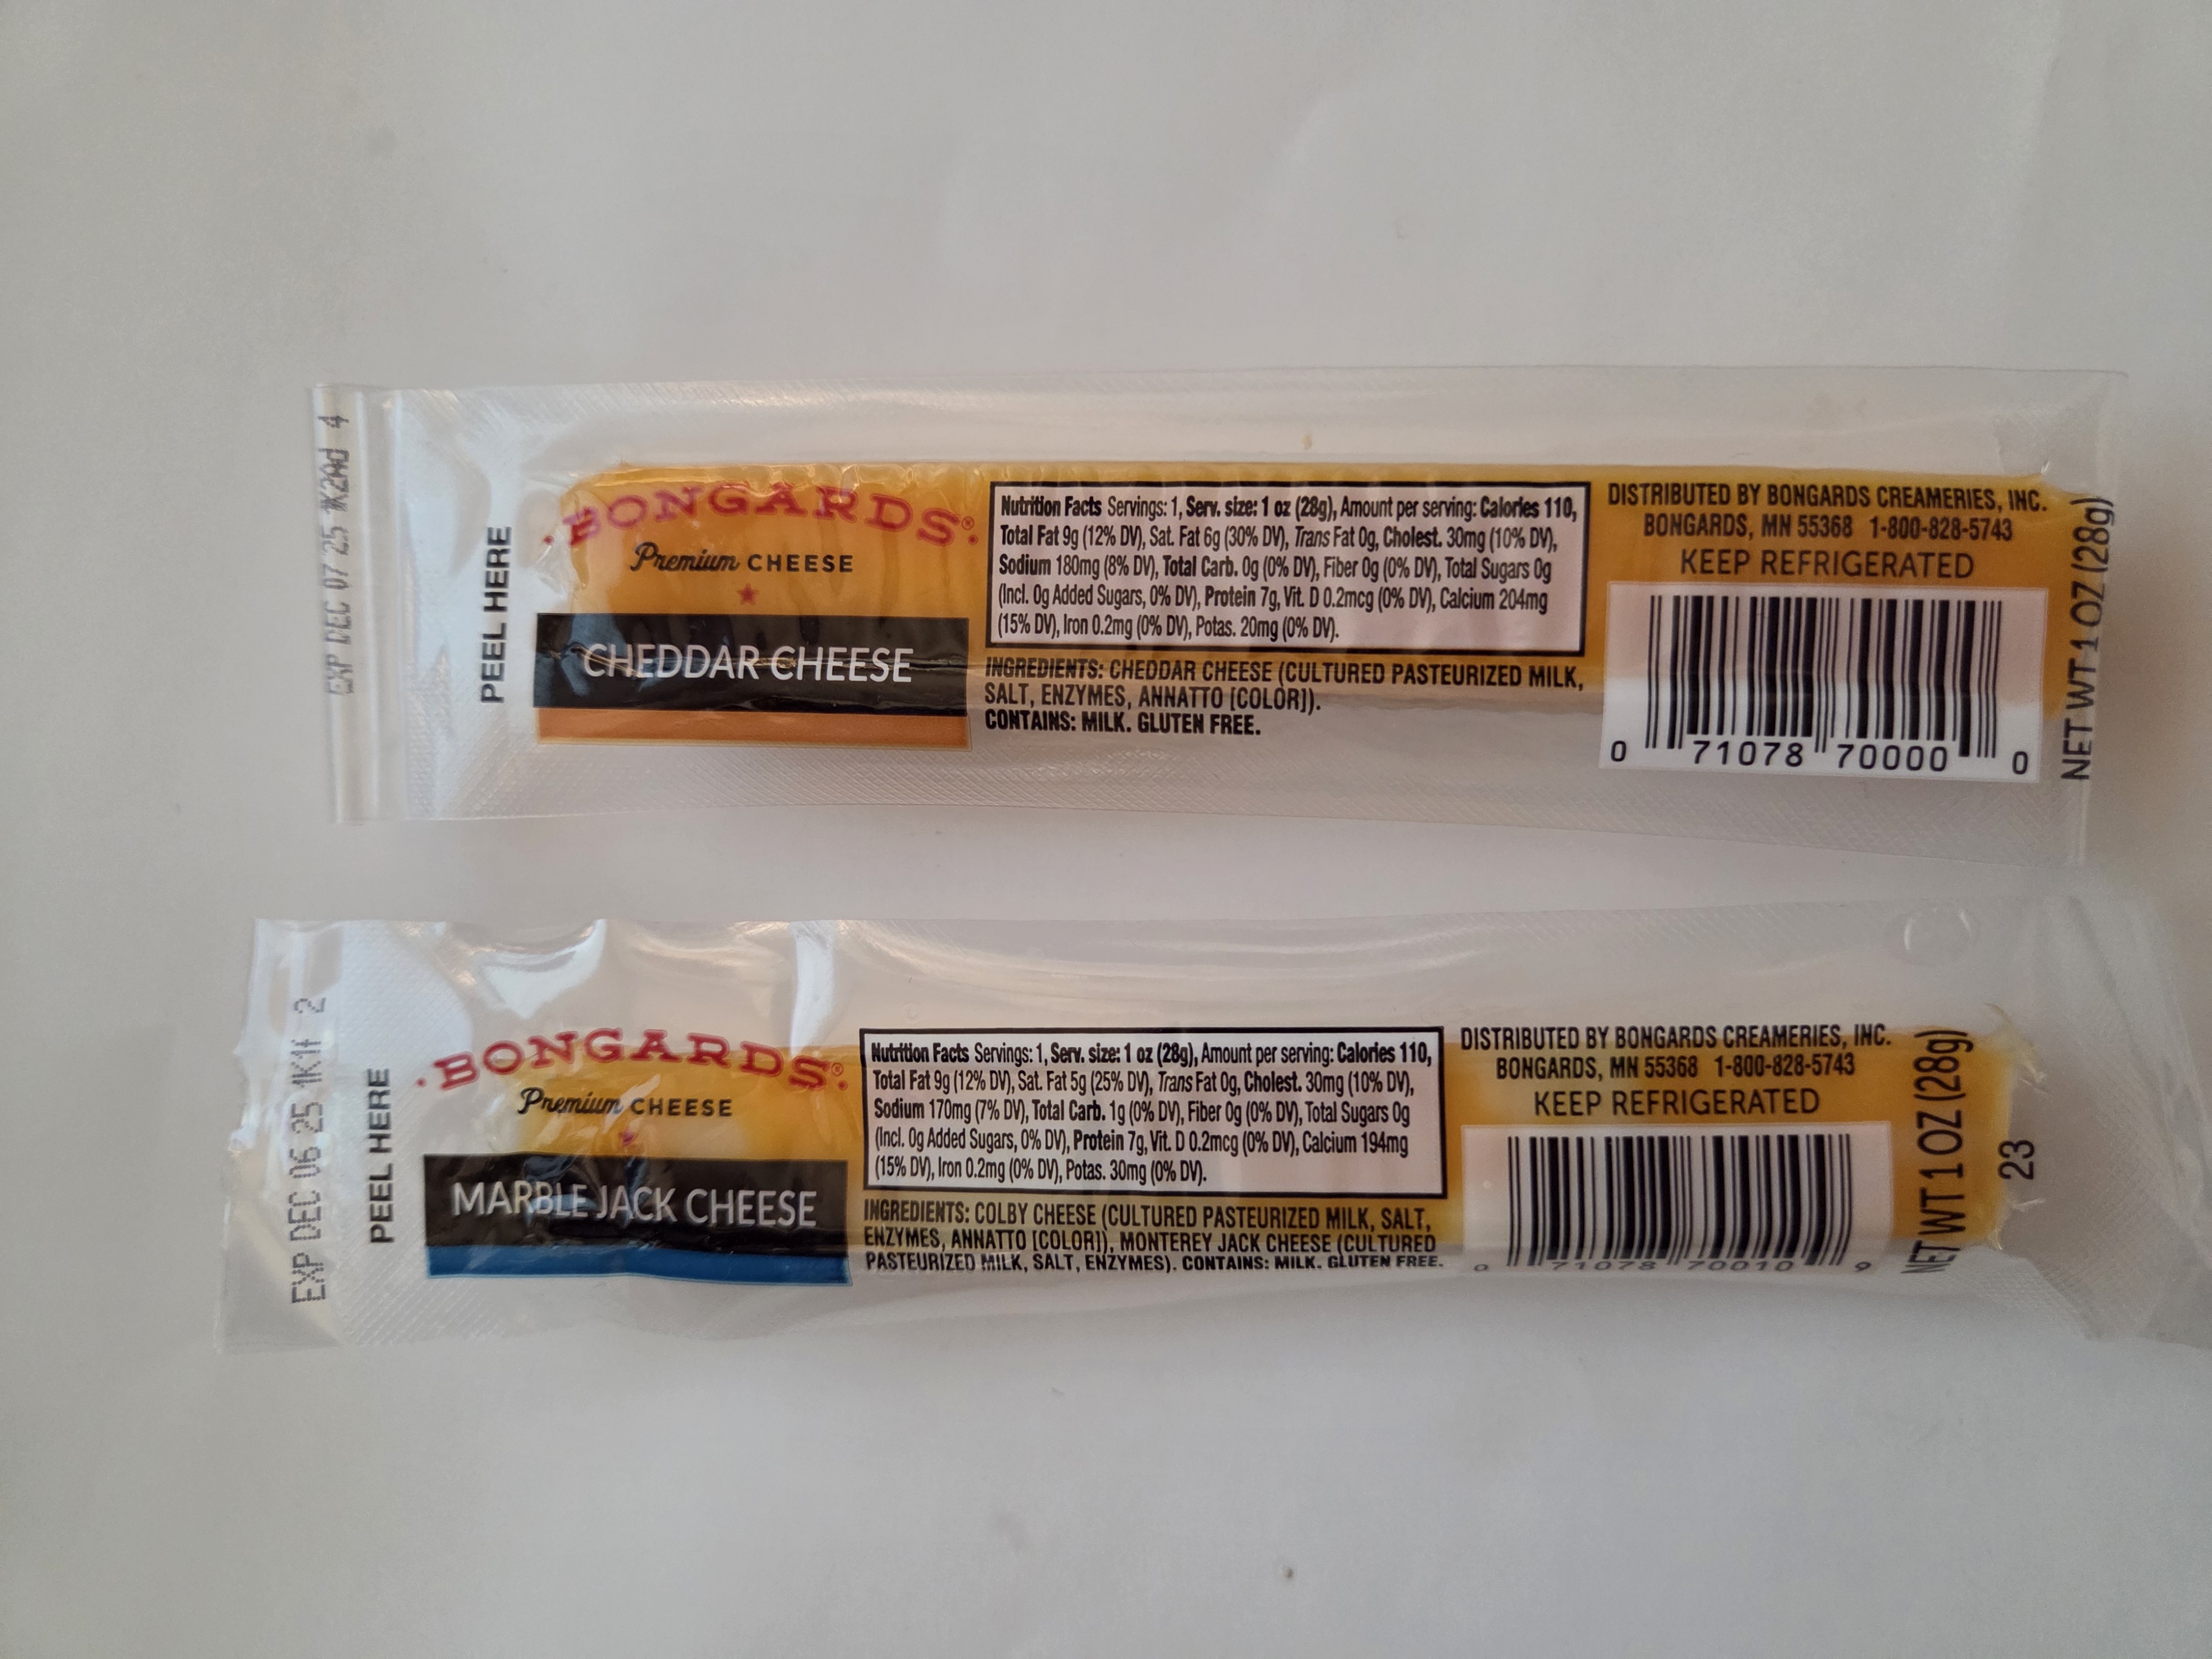 EXP DEC 07 25 1K2Ad 4
PEEL HERE
BONGARDS®
Premium CHEESE
CHEDDAR CHEESE
Nutrition Facts Servings: 1, Serv. size: 1 oz (28g), Amount per serving: Calories 110,
Total Fat 9g (12% DV), Sat. Fat 6g (30% DV), Trans Fat 0g, Cholest. 30mg (10% DV),
Sodium 180mg (8% DV), Total Carb. 0g (0% DV), Fiber 0g (0% DV), Total Sugars 0g
(Incl. 0g Added Sugars, 0% DV), Protein 7g, Vit. D 0.2mcg (0% DV), Calcium 204mg
(15% DV), Iron 0.2mg (0% DV), Potas. 20mg (0% DV).
INGREDIENTS: CHEDDAR CHEESE (CULTURED PASTEURIZED MILK,
SALT, ENZYMES, ANNATTO [COLOR]).
CONTAINS: MILK. GLUTEN FREE.
DISTRIBUTED BY BONGARDS CREAMERIES, INC.
BONGARDS, MN 55368 1-800-828-5743
KEEP REFRIGERATED
0 71078 70000 0
NET WT 1 OZ (28g)
EXP DEC 06 25 1K1f 2
PEEL HERE
BONGARDS®
Premium CHEESE
MARBLE JACK CHEESE
Nutrition Facts Servings: 1, Serv. size: 1 oz (28g), Amount per serving: Calories 110,
Total Fat 9g (12% DV), Sat. Fat 5g (25% DV), Trans Fat 0g, Cholest. 30mg (10% DV),
Sodium 170mg (7% DV), Total Carb. 1g (0% DV), Fiber 0g (0% DV), Total Sugars 0g
(Incl. 0g Added Sugars, 0% DV), Protein 7g, Vit. D 0.2mcg (0% DV), Calcium 194mg
(15% DV), Iron 0.2mg (0% DV), Potas. 30mg (0% DV).
INGREDIENTS: COLBY CHEESE (CULTURED PASTEURIZED MILK, SALT,
ENZYMES, ANNATTO [COLOR]), MONTEREY JACK CHEESE (CULTURED
PASTEURIZED MILK, SALT, ENZYMES). CONTAINS: MILK. GLUTEN FREE.
DISTRIBUTED BY BONGARDS CREAMERIES, INC.
BONGARDS, MN 55368 1-800-828-5743
KEEP REFRIGERATED
0 71078 70010 9
NET WT 1 OZ (28g)
23